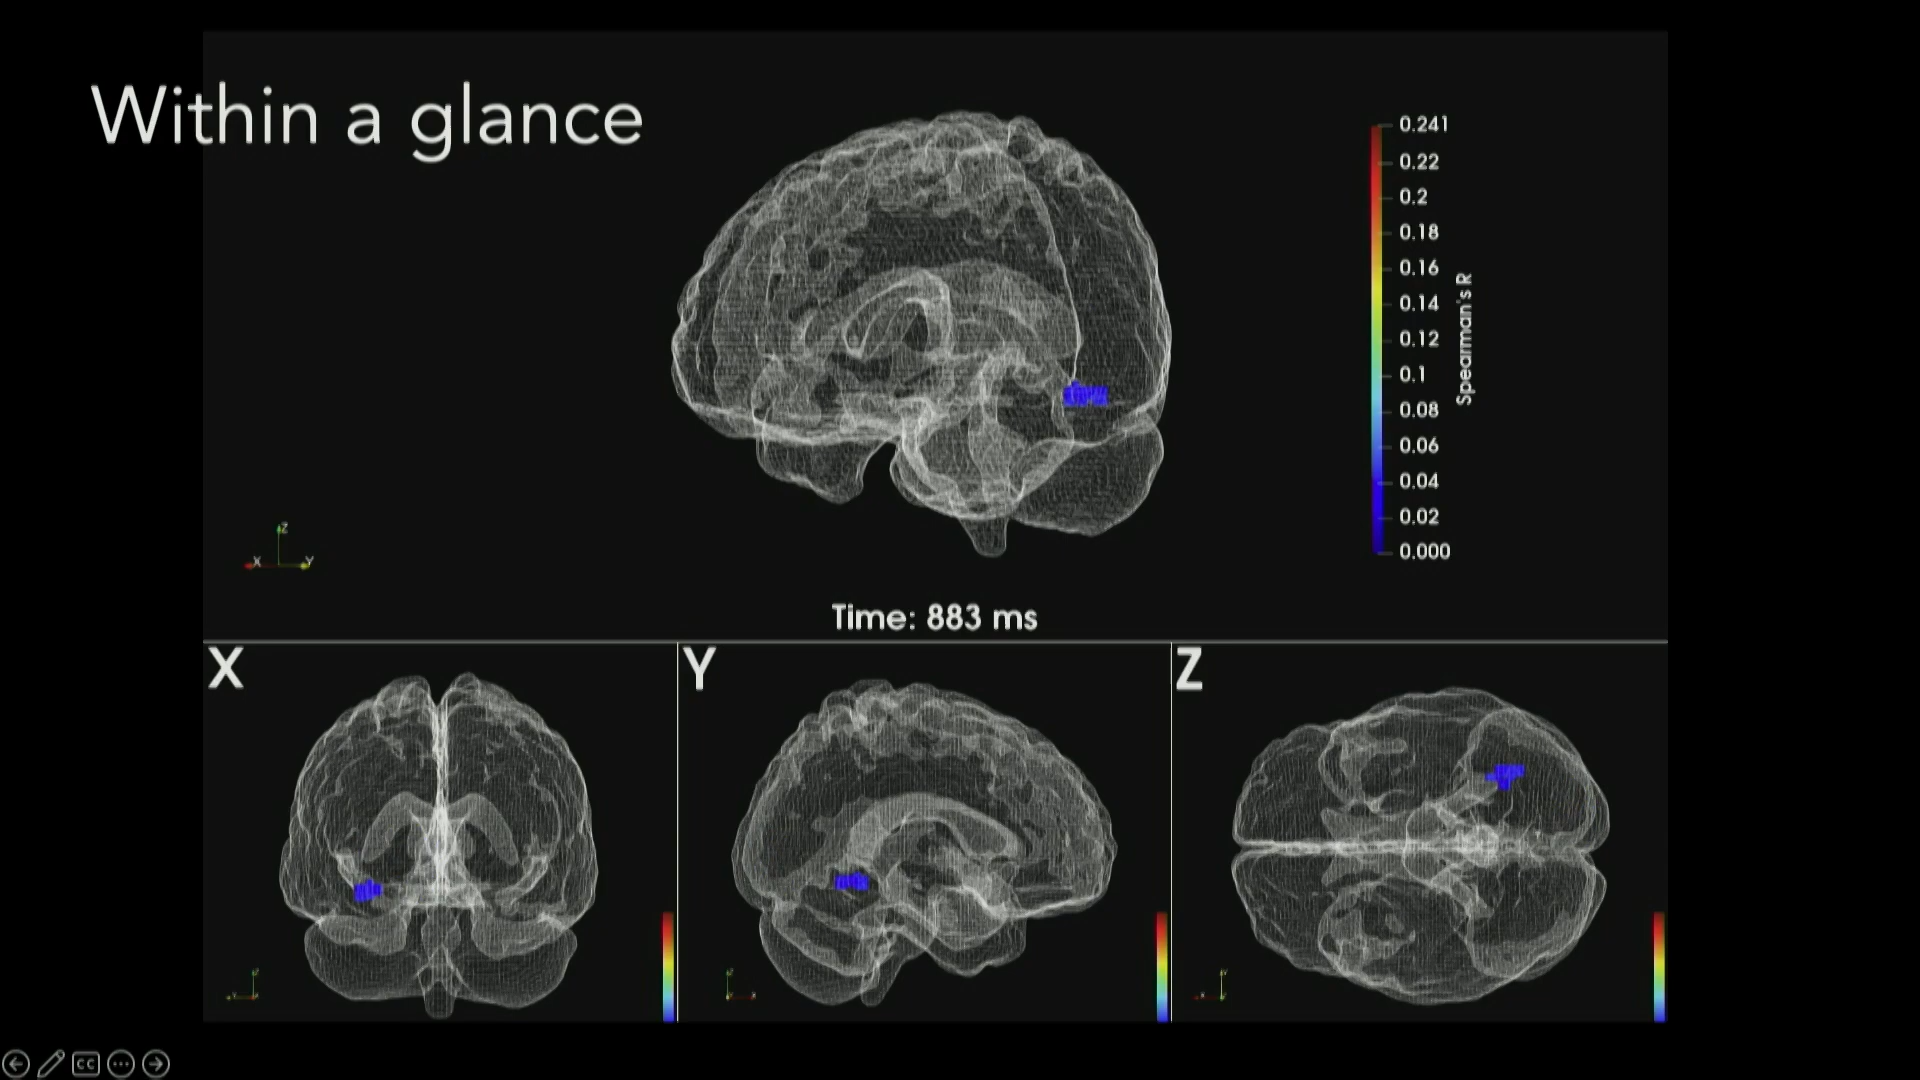 Within a glance
0.241
0.22
0.2
0.18
0.16
0.14
0.12
0.1
0.08
0.06
0.04
0.02
0.000
Spearman's R
Z
X
Y
Time: 883 ms
X
Y
Z
CC